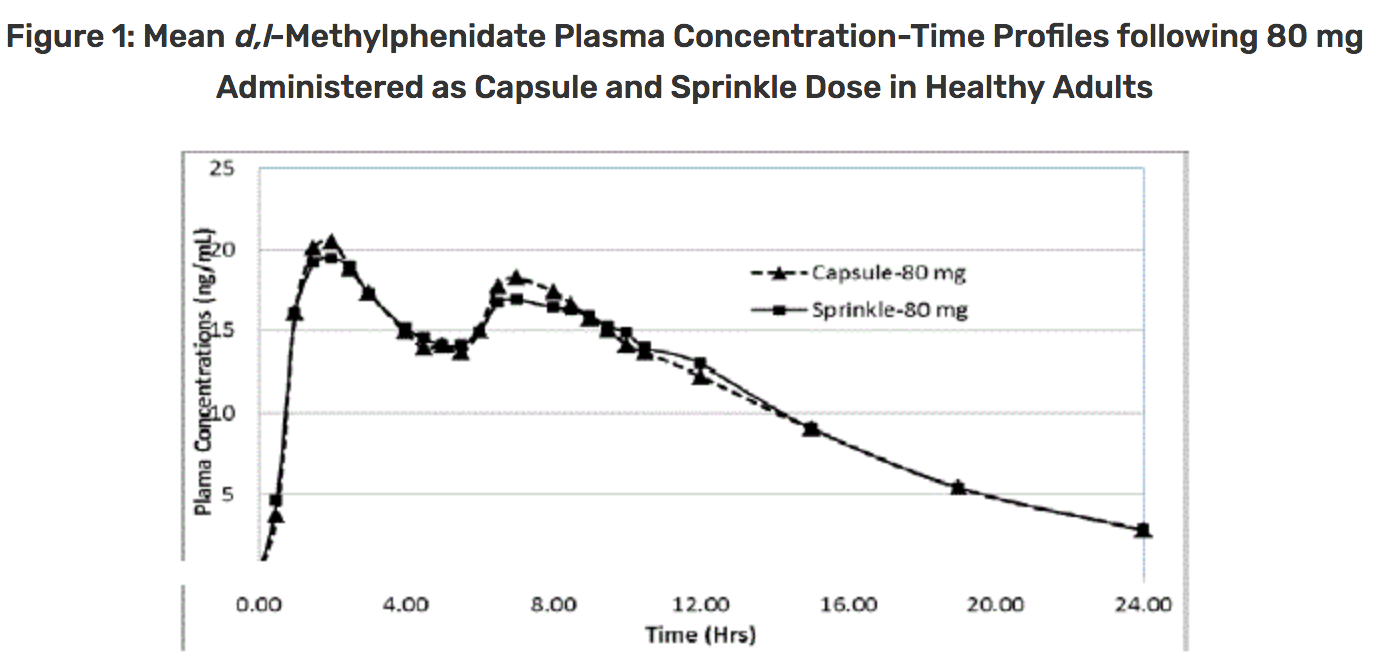 Figure 1: Mean d,l-Methylphenidate Plasma Concentration-Time Profiles following 80 mg
Administered as Capsule and Sprinkle Dose in Healthy Adults
25
20
15
10
5
Plama Concentrations (ng/mL)
Capsule-80 mg
Sprinkle-80 mg
0.00 4.00 8.00 12.00 16.00 20.00 24.00
Time (Hrs)